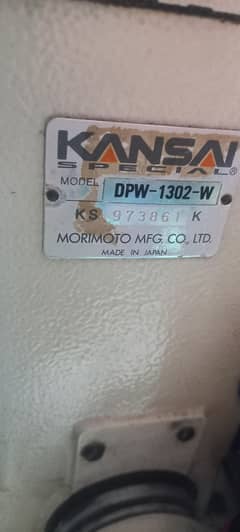 KANSAI
SPECIAL®
MODEL DPW-1302-W
KS 973861 K
MORIMOTO MFG. CO., LTD.
MADE IN JAPAN